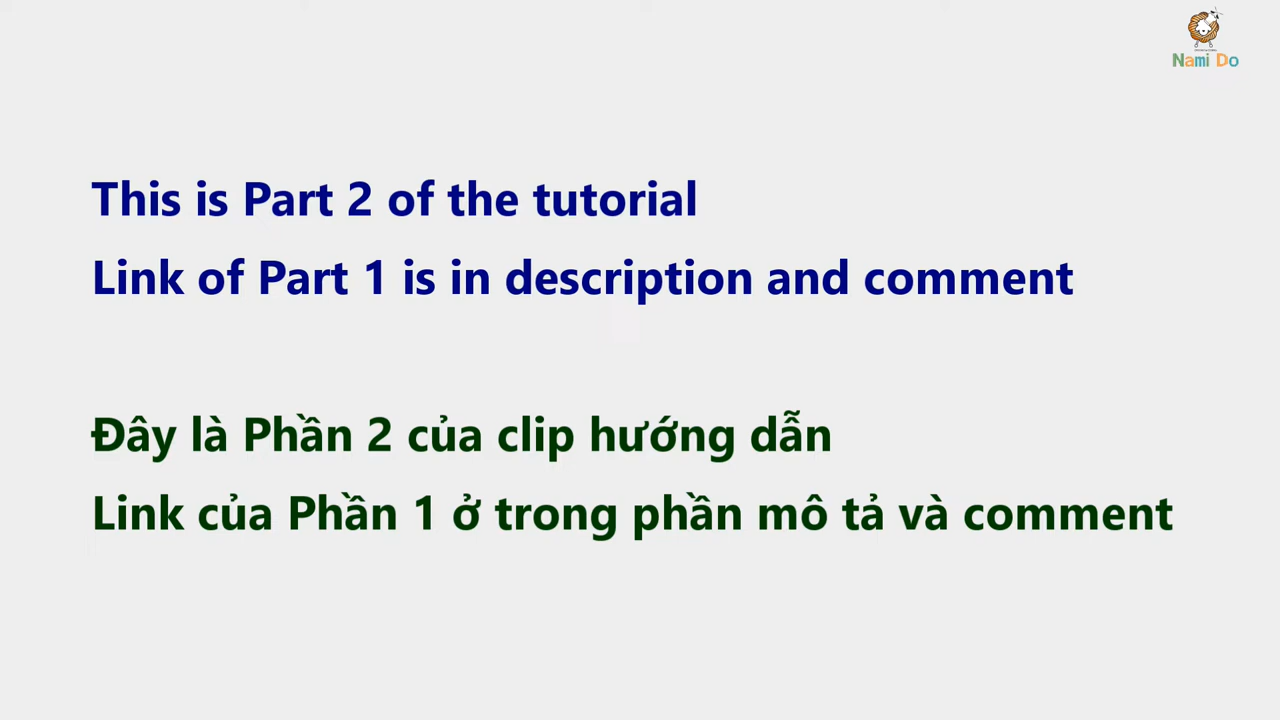 Nami Do
This is Part 2 of the tutorial
Link of Part 1 is in description and comment
Đây là Phần 2 của clip hướng dẫn
Link của Phần 1 ở trong phần mô tả và comment